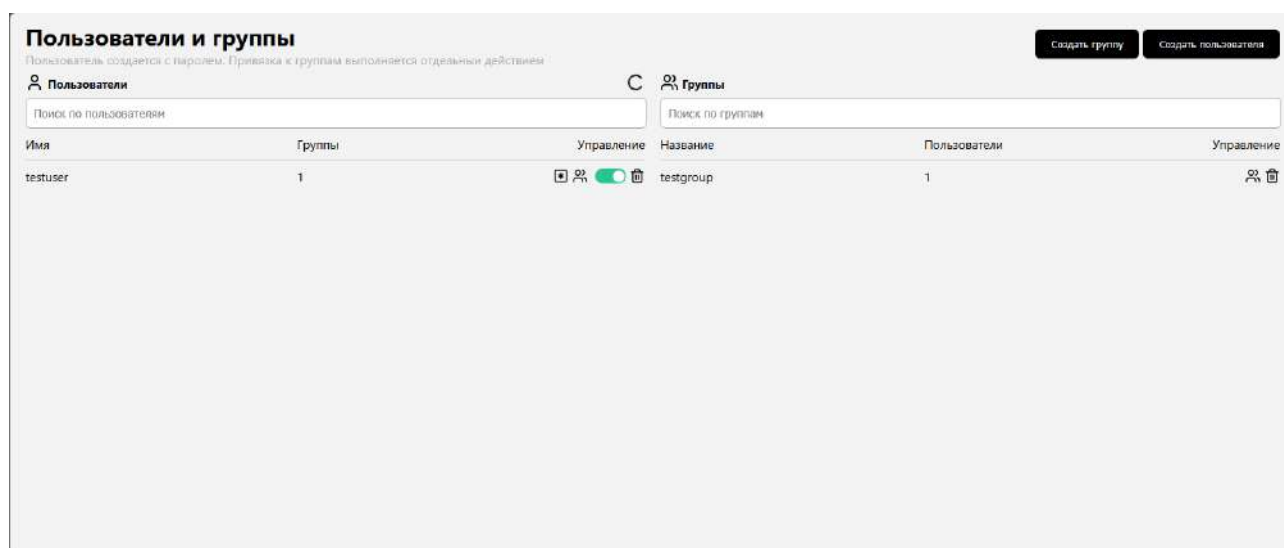 Пользователи и группы
Создать группу
Создать пользователя
Пользователь создается с паролем. Привязка к группам выполняется отдельным действием
Пользователи
Группы
Поиск по пользователям
Поиск по группам
Имя Группы Управление
Название Пользователи Управление
testuser 1
testgroup 1